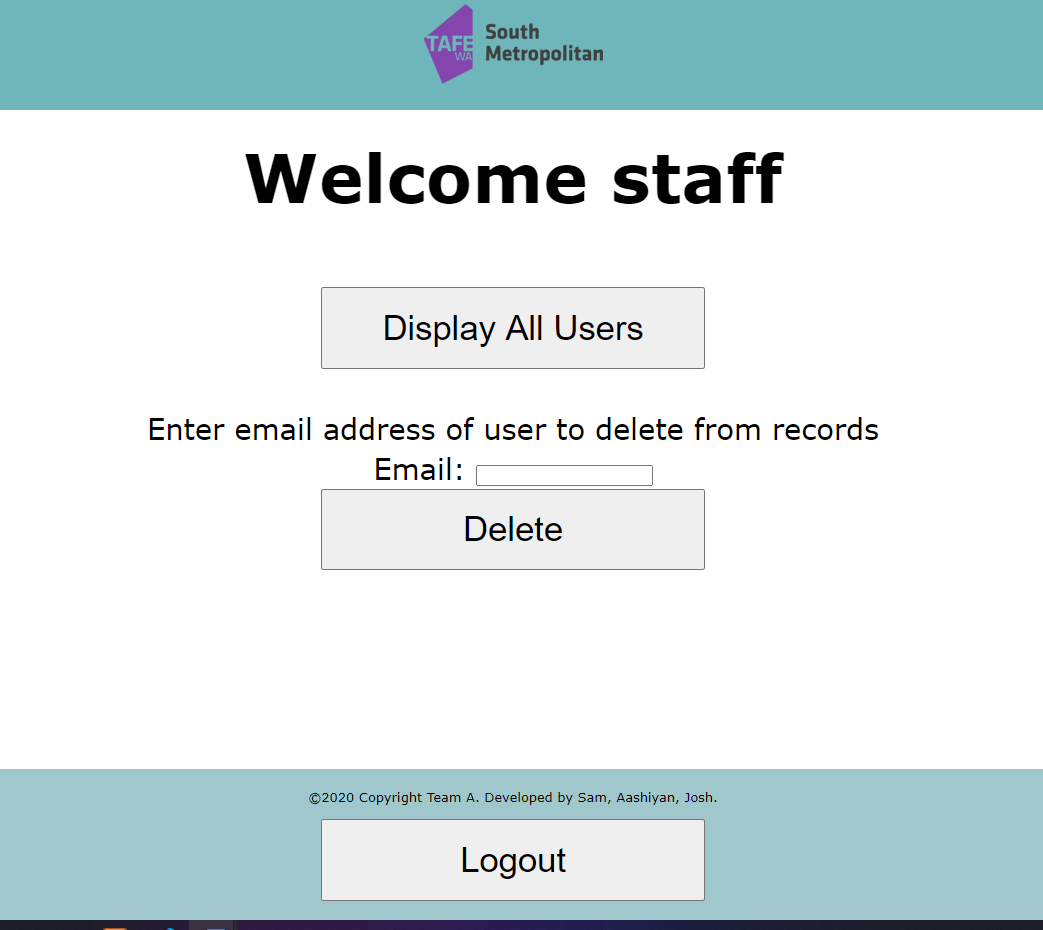 TAFE
WA
South
Metropolitan
Welcome staff
Display All Users
Enter email address of user to delete from records
Email:
Delete
©2020 Copyright Team A. Developed by Sam, Aashiyan, Josh.
Logout